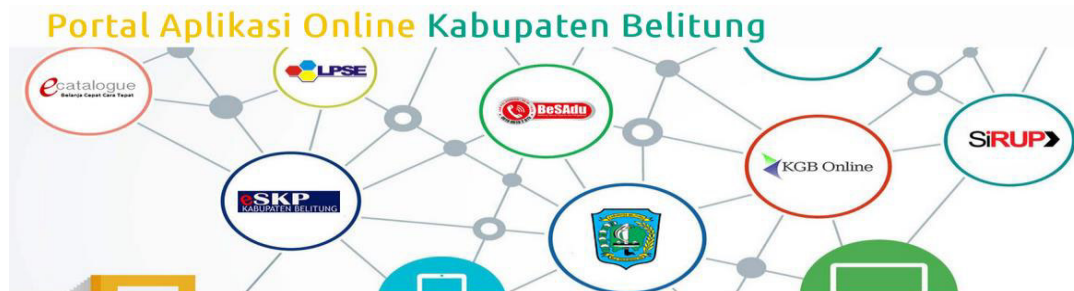 Portal Aplikasi Online Kabupaten Belitung
ecatalogue
Belanja Cepat Cara Tepat
LPSE
BeSAdu
SiRUP
KGB Online
eSKP
KABUPATEN BELITUNG